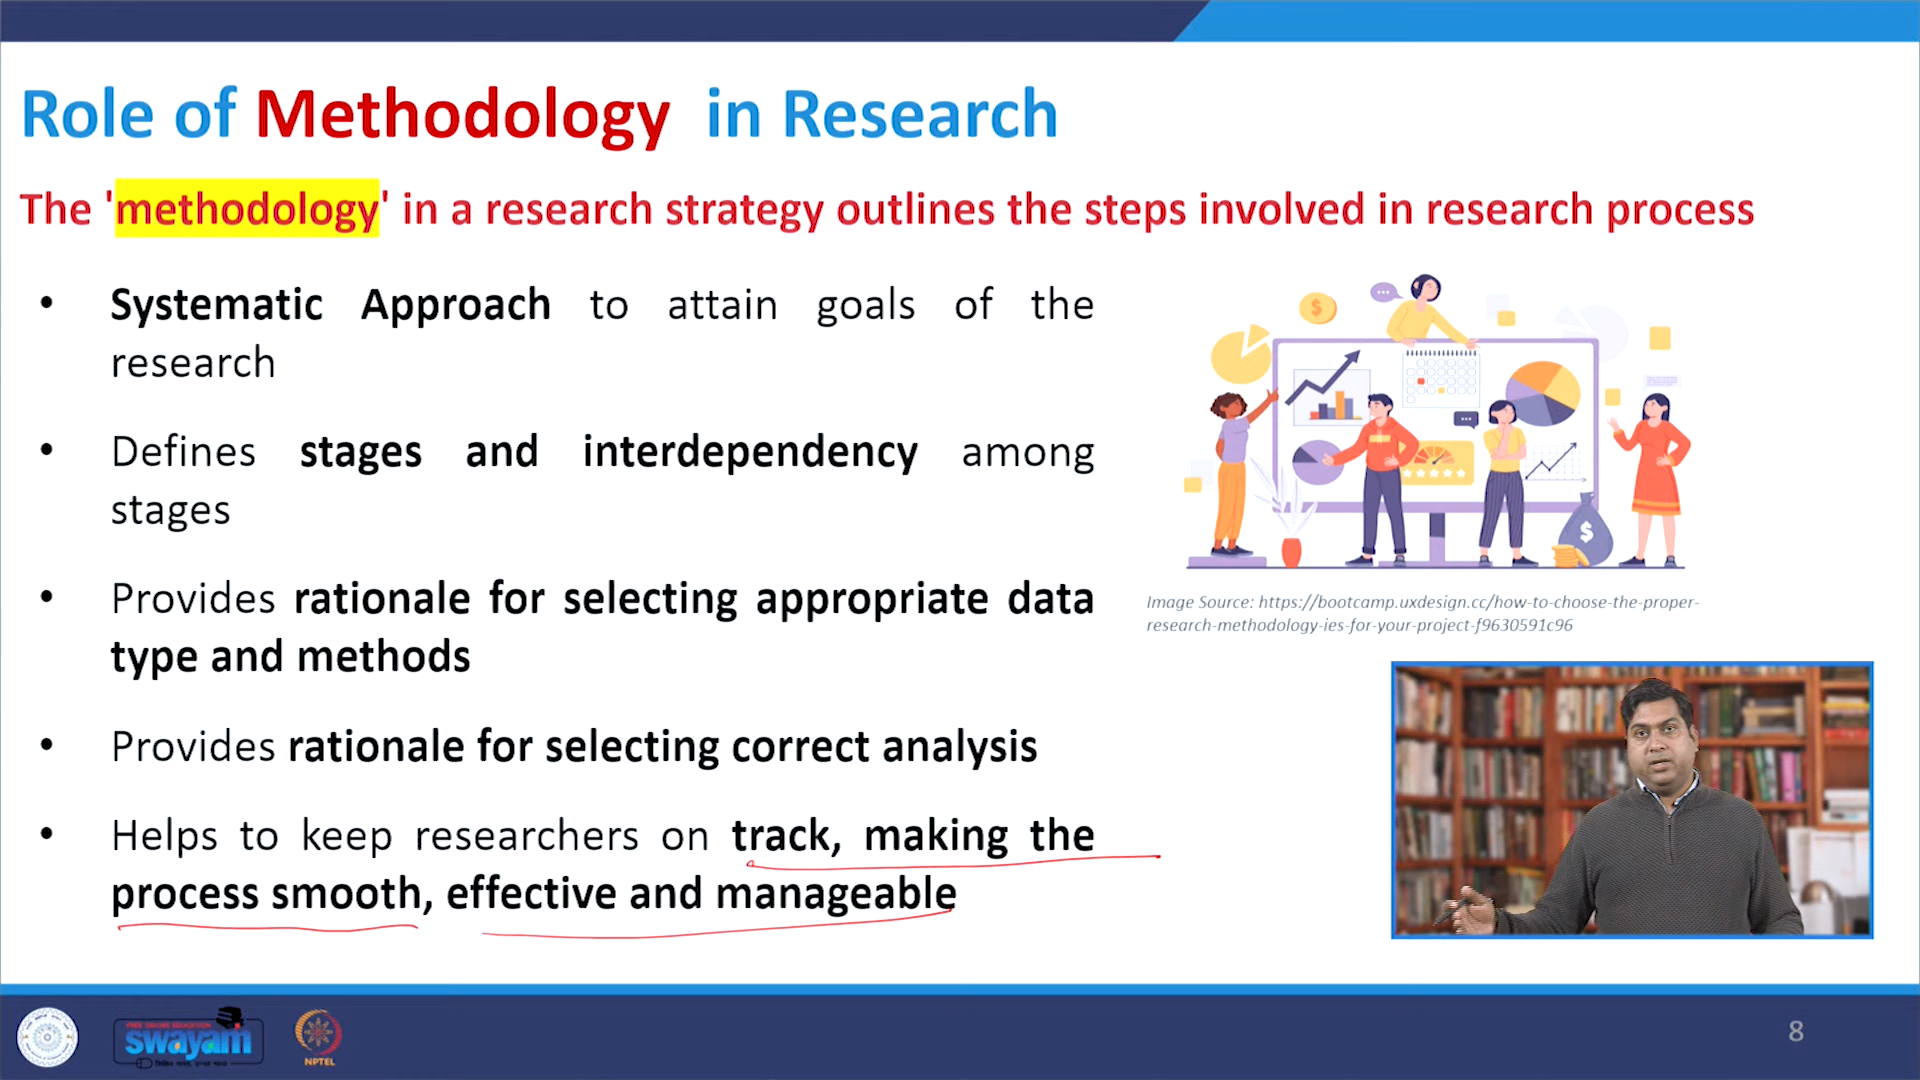 Role of Methodology in Research
The 'methodology' in a research strategy outlines the steps involved in research process
• Systematic Approach to attain goals of the
research
• Defines stages and interdependency among
stages
• Provides rationale for selecting appropriate data
type and methods
• Provides rationale for selecting correct analysis
• Helps to keep researchers on track, making the
process smooth, effective and manageable
Image Source: https://bootcamp.uxdesign.cc/how-to-choose-the-proper-
research-methodology-ies-for-your-project-f9630591c96
FREE ONLINE EDUCATION
swayam
NPTEL
8